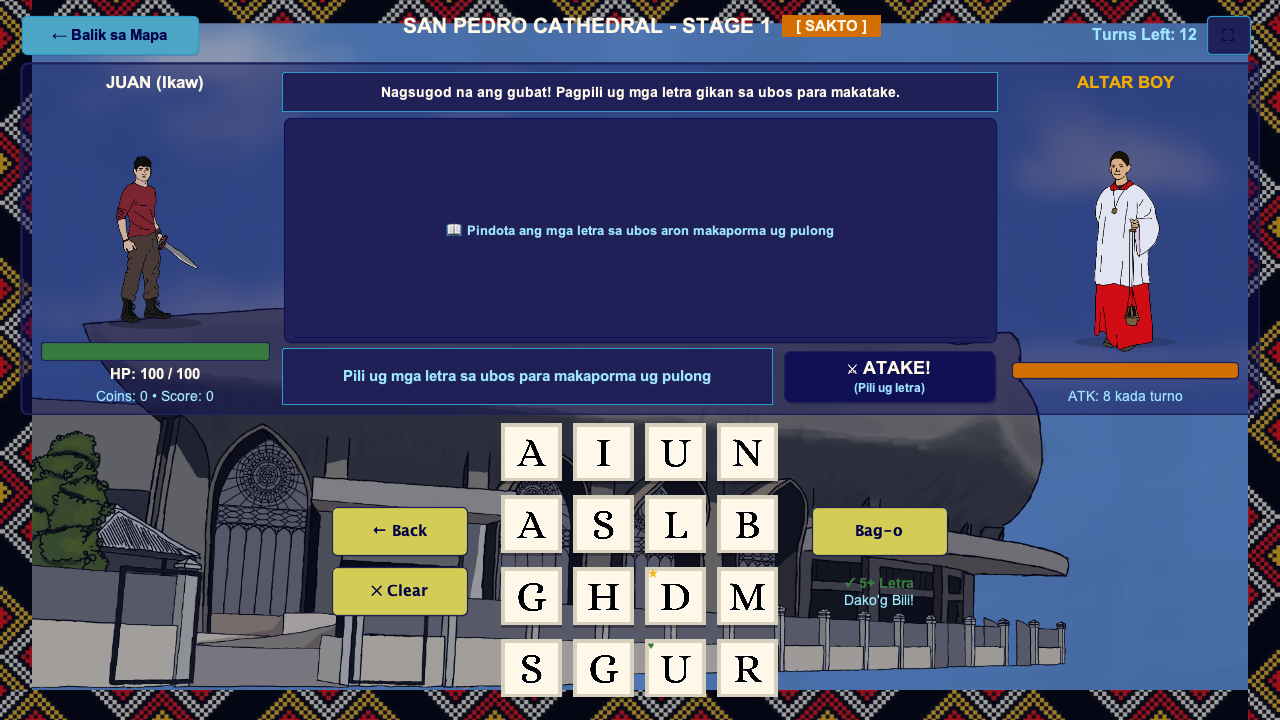 SAN PEDRO CATHEDRAL - STAGE 1 [ SAKTO ]
← Balik sa Mapa
Turns Left: 12
JUAN (Ikaw)
Nagsugod na ang gubat! Pagpili ug mga letra gikan sa ubos para makatake.
ALTAR BOY
📖 Pindota ang mga letra sa ubos aron makaporma ug pulong
HP: 100 / 100
Coins: 0 • Score: 0
Pili ug mga letra sa ubos para makaporma ug pulong
⚔ ATAKE!
(Pili ug letra)
ATK: 8 kada turno
A I U N
A S L B
G H D M
S G U R
← Back
✕ Clear
Bag-o
✓ 5+ Letra
Dako'g Bili!